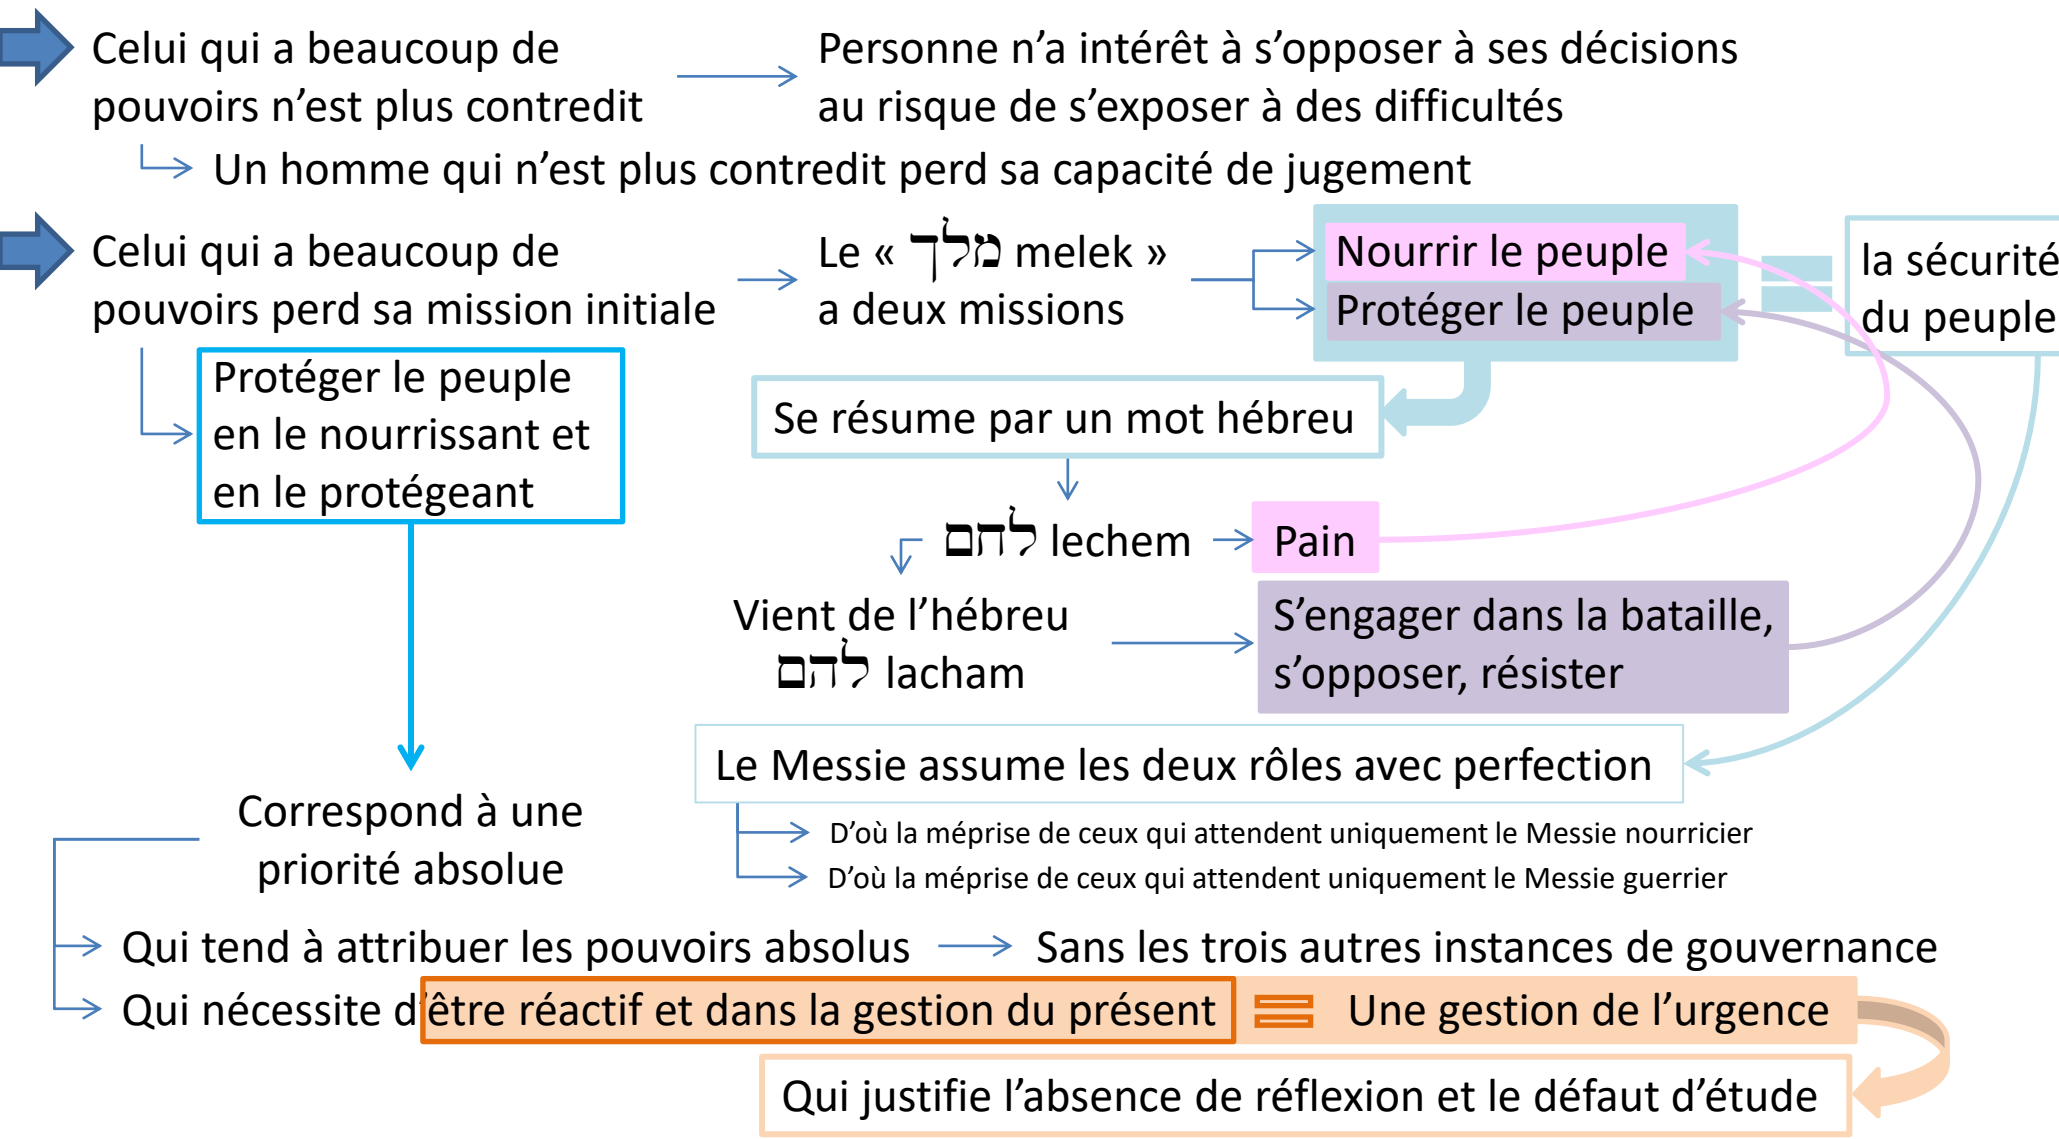 Celui qui a beaucoup de
pouvoirs n’est plus contredit
Personne n’a intérêt à s’opposer à ses décisions
au risque de s’exposer à des difficultés
Un homme qui n’est plus contredit perd sa capacité de jugement
Celui qui a beaucoup de
pouvoirs perd sa mission initiale
Le « מלך melek »
a deux missions
Nourrir le peuple
Protéger le peuple
la sécurité
du peuple
Protéger le peuple
en le nourrissant et
en le protégeant
Se résume par un mot hébreu
לחם lechem
Pain
Vient de l’hébreu
לחם lacham
S’engager dans la bataille,
s’opposer, résister
Le Messie assume les deux rôles avec perfection
D’où la méprise de ceux qui attendent uniquement le Messie nourricier
D’où la méprise de ceux qui attendent uniquement le Messie guerrier
Correspond à une
priorité absolue
Qui tend à attribuer les pouvoirs absolus
Sans les trois autres instances de gouvernance
Qui nécessite d’être réactif et dans la gestion du présent
Une gestion de l’urgence
Qui justifie l’absence de réflexion et le défaut d’étude